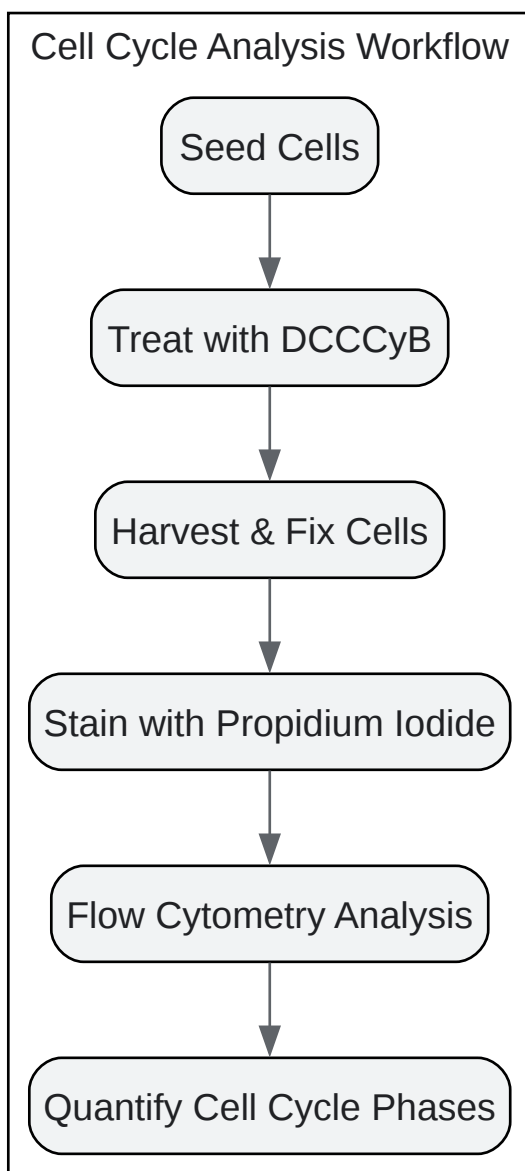 Cell Cycle Analysis Workflow
Seed Cells
Treat with DCCCyB
Harvest & Fix Cells
Stain with Propidium Iodide
Flow Cytometry Analysis
Quantify Cell Cycle Phases